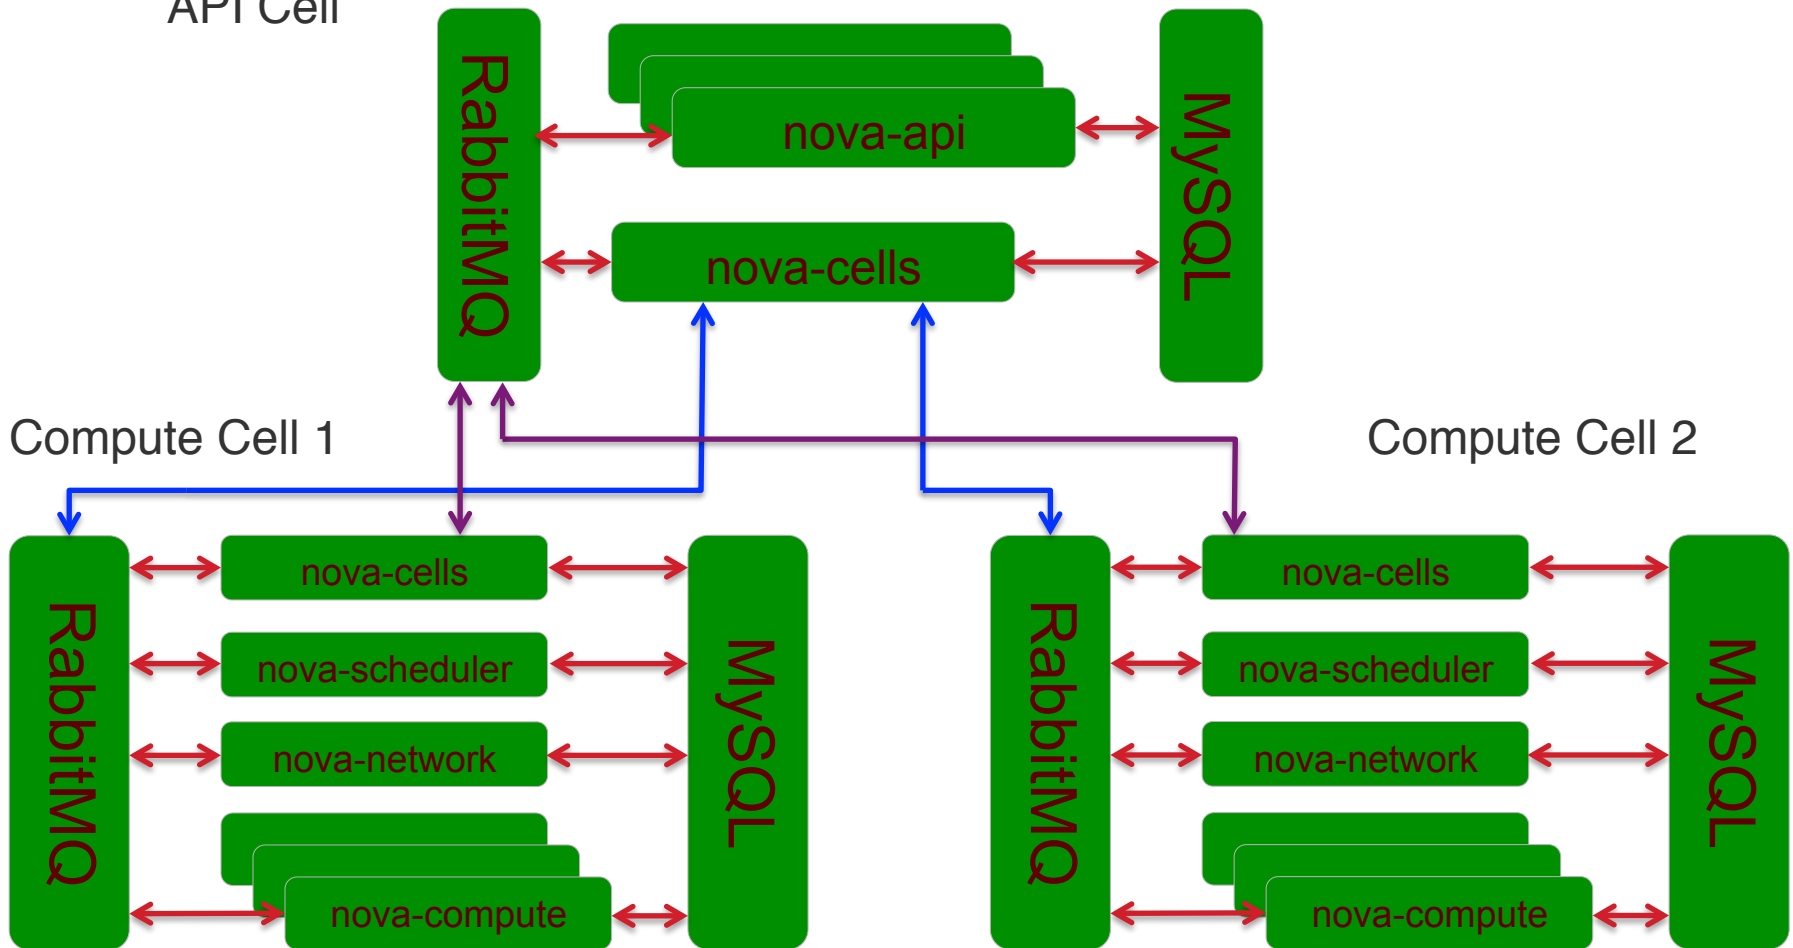 API Cell
RabbitMQ
nova-api
MySQL
nova-cells
Compute Cell 1
Compute Cell 2
RabbitMQ
nova-cells
nova-scheduler
nova-network
nova-compute
MySQL
RabbitMQ
nova-cells
nova-scheduler
nova-network
nova-compute
MySQL